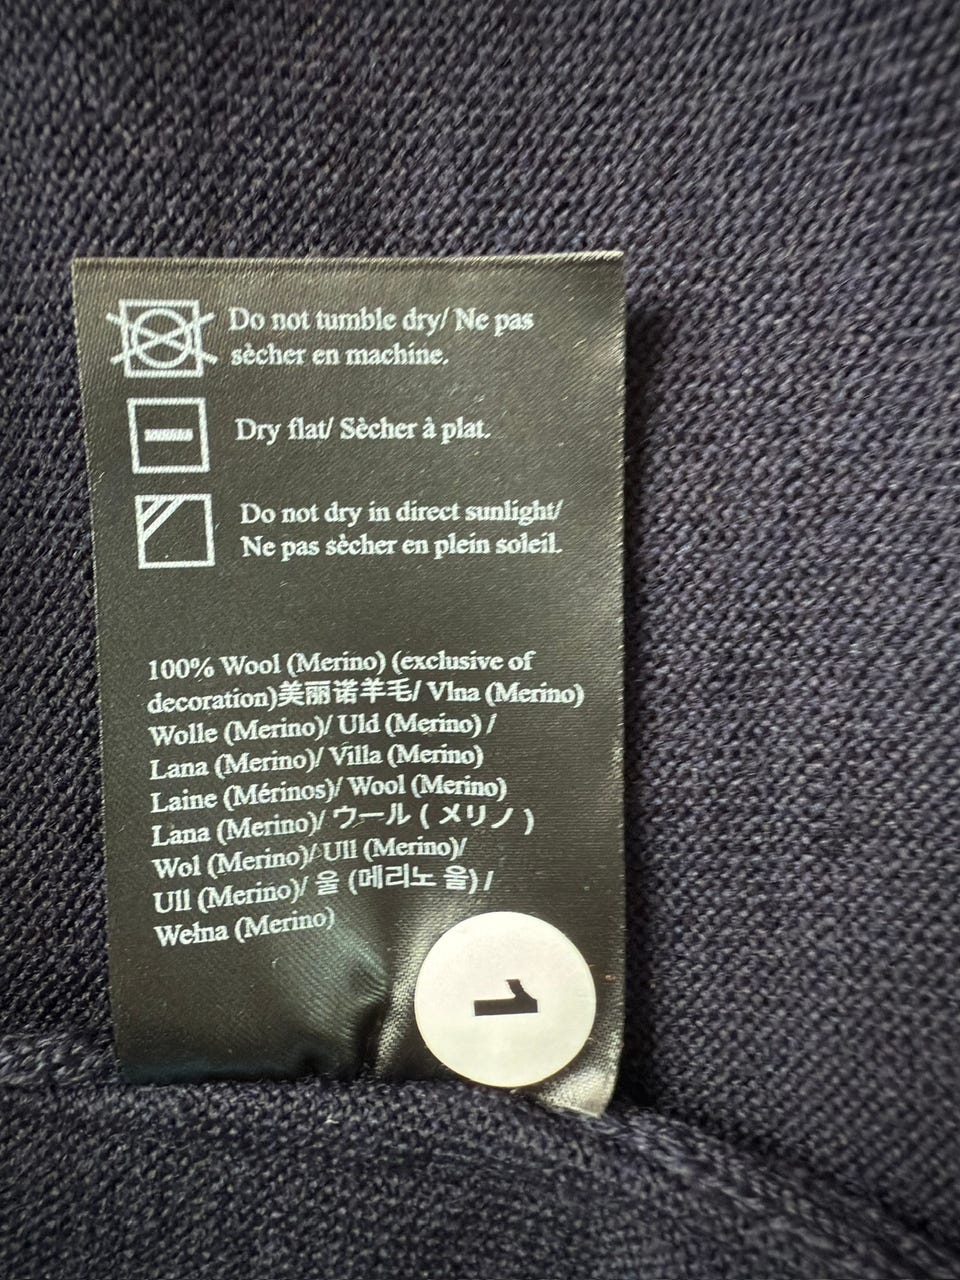 Do not tumble dry/ Ne pas
sècher en machine.
Dry flat/ Sècher à plat.
Do not dry in direct sunlight/
Ne pas sècher en plein soleil.
100% Wool (Merino) (exclusive of
decoration)美丽诺羊毛/ Vlna (Merino)
Wolle (Merino)/ Uld (Merino) /
Lana (Merino)/ Villa (Merino)
Laine (Mérinos)/ Wool (Merino)
Lana (Merino)/ ウール ( メリノ )
Wol (Merino)/ Ull (Merino)/
Ull (Merino)/ 울 (메리노 울) /
Wełna (Merino)
1